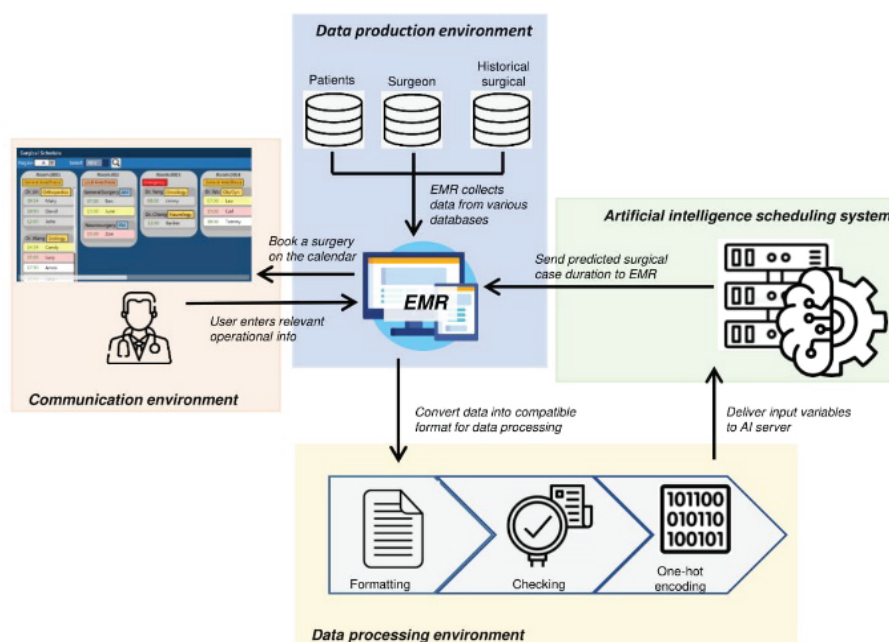 Data production environment
Patients
Surgeon
Historical
surgical
EMR collects
data from various
databases
Surgical Schedule
Book a surgery
on the calendar
EMR
User enters relevant
operational info
Communication environment
Artificial intelligence scheduling system
Send predicted surgical
case duration to EMR
Convert data into compatible
format for data processing
Deliver input variables
to AI server
Formatting
Checking
101100
010110
100101
One-hot
encoding
Data processing environment